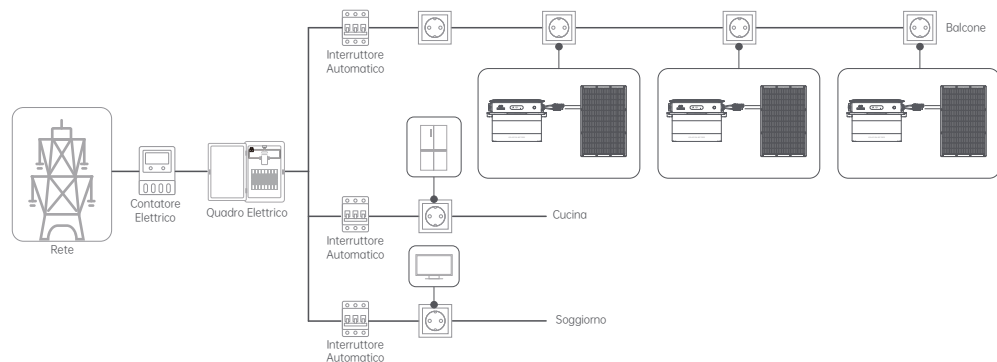 Balcone
Interruttore
Automatico
Rete
Contatore
Elettrico
Quadro Elettrico
Interruttore
Automatico
Cucina
Interruttore
Automatico
Soggiorno